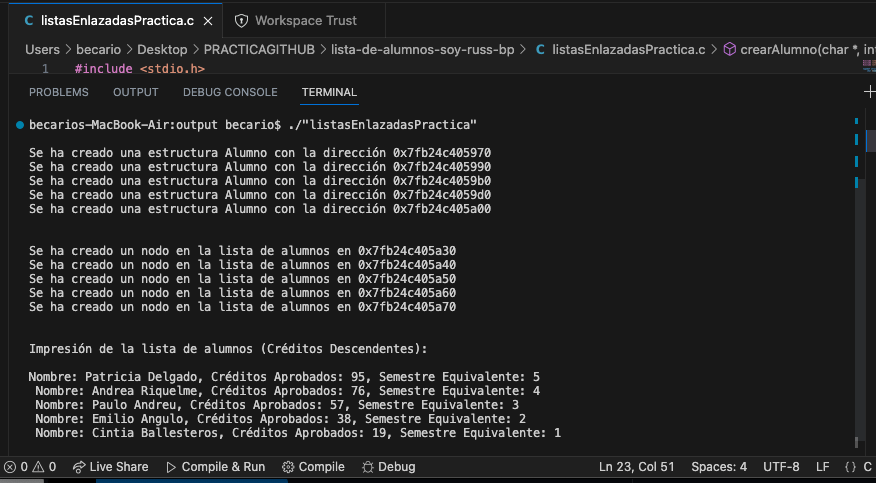 C listasEnlazadasPractica.c × Workspace Trust
Users > becario > Desktop > PRACTICAGITHUB > lista-de-alumnos-soy-russ-bp > C listasEnlazadasPractica.c > crearAlumno(char *, int
1 #include <stdio.h>
PROBLEMS OUTPUT DEBUG CONSOLE TERMINAL
becarios-MacBook-Air:output becario$ ./"listasEnlazadasPractica"
Se ha creado una estructura Alumno con la dirección 0x7fb24c405970
Se ha creado una estructura Alumno con la dirección 0x7fb24c405990
Se ha creado una estructura Alumno con la dirección 0x7fb24c4059b0
Se ha creado una estructura Alumno con la dirección 0x7fb24c4059d0
Se ha creado una estructura Alumno con la dirección 0x7fb24c405a00
Se ha creado un nodo en la lista de alumnos en 0x7fb24c405a30
Se ha creado un nodo en la lista de alumnos en 0x7fb24c405a40
Se ha creado un nodo en la lista de alumnos en 0x7fb24c405a50
Se ha creado un nodo en la lista de alumnos en 0x7fb24c405a60
Se ha creado un nodo en la lista de alumnos en 0x7fb24c405a70
Impresión de la lista de alumnos (Créditos Descendentes):
Nombre: Patricia Delgado, Créditos Aprobados: 95, Semestre Equivalente: 5
Nombre: Andrea Riquelme, Créditos Aprobados: 76, Semestre Equivalente: 4
Nombre: Paulo Andreu, Créditos Aprobados: 57, Semestre Equivalente: 3
Nombre: Emilio Angulo, Créditos Aprobados: 38, Semestre Equivalente: 2
Nombre: Cintia Ballesteros, Créditos Aprobados: 19, Semestre Equivalente: 1
0 0 Live Share Compile & Run Compile Debug Ln 23, Col 51 Spaces: 4 UTF-8 LF {} C